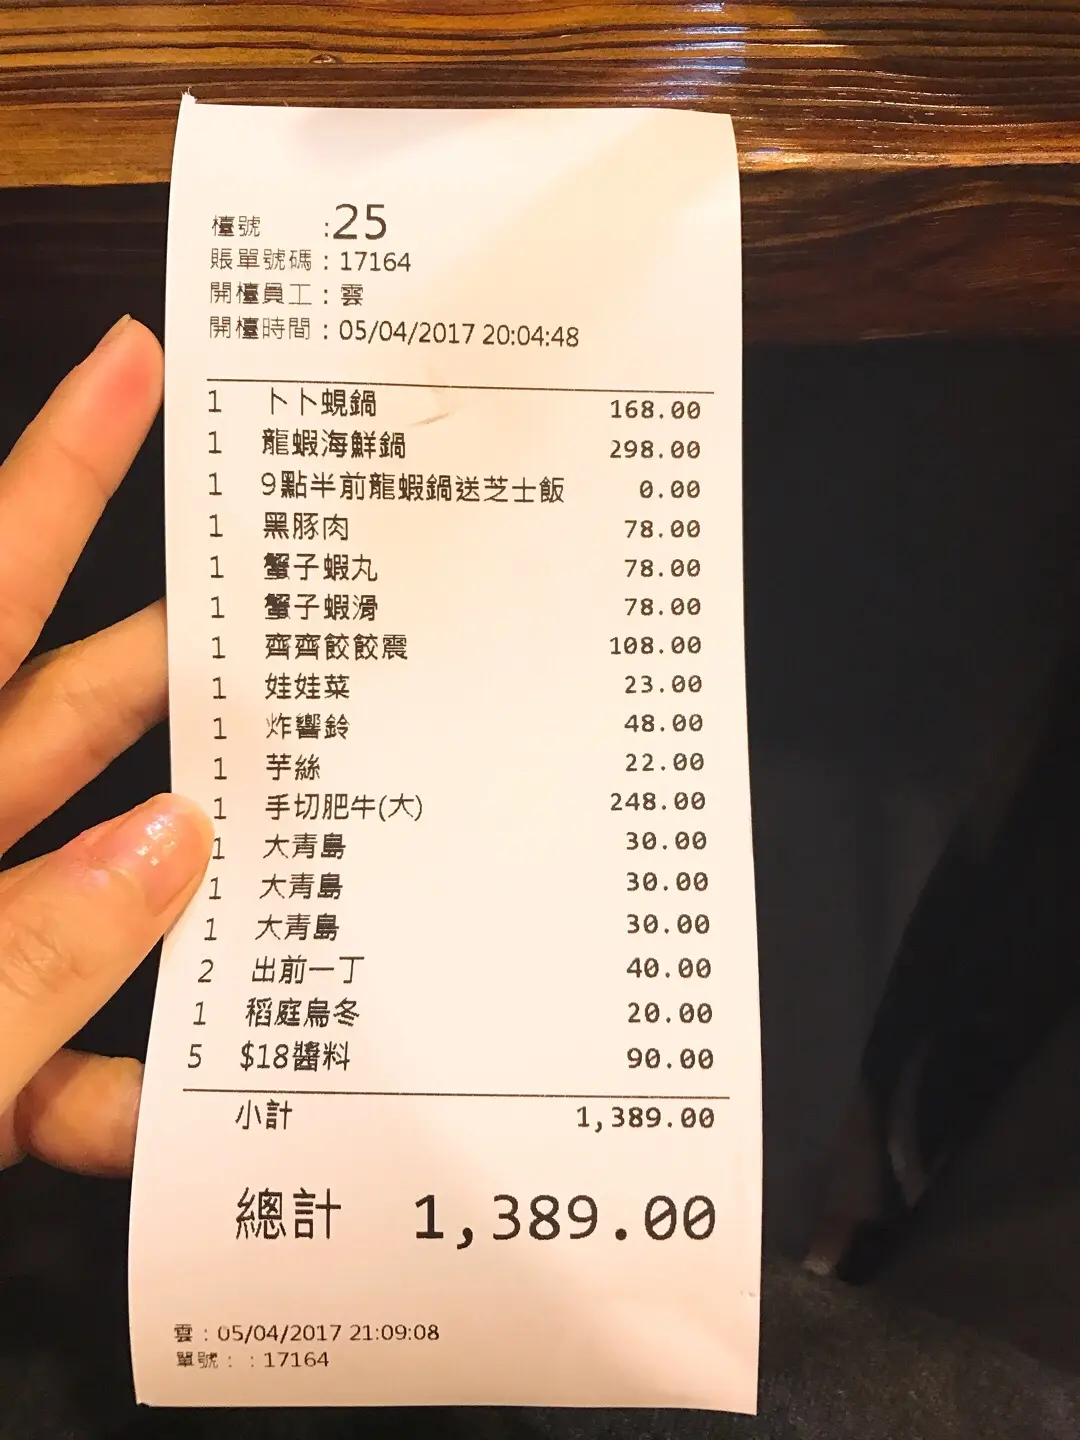 檯號 :25
賬單號碼 : 17164
開檯員工 : 雲
開檯時間 : 05/04/2017 20:04:48
1 卜卜蜆鍋 168.00
1 龍蝦海鮮鍋 298.00
1 9點半前龍蝦鍋送芝士飯 0.00
1 黑豚肉 78.00
1 蟹子蝦丸 78.00
1 蟹子蝦滑 78.00
1 齊齊餃餃震 108.00
1 娃娃菜 23.00
1 炸響鈴 48.00
1 芋絲 22.00
1 手切肥牛(大) 248.00
1 大青島 30.00
1 大青島 30.00
1 大青島 30.00
2 出前一丁 40.00
1 稻庭烏冬 20.00
5 $18醬料 90.00
小計 1,389.00
總計 1,389.00
雲 : 05/04/2017 21:09:08
單號 : : 17164